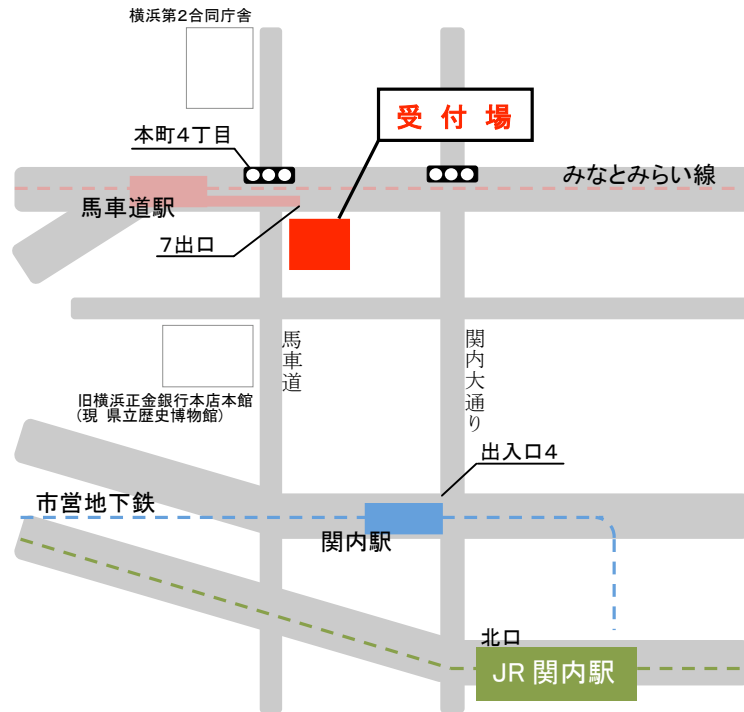 横浜第2合同庁舎
受 付 場
本町4丁目
みなとみらい線
馬車道駅
7出口
馬車道
関内大通り
旧横浜正金銀行本店本館
(現 県立歴史博物館)
出入口4
市営地下鉄
関内駅
北口
JR 関内駅